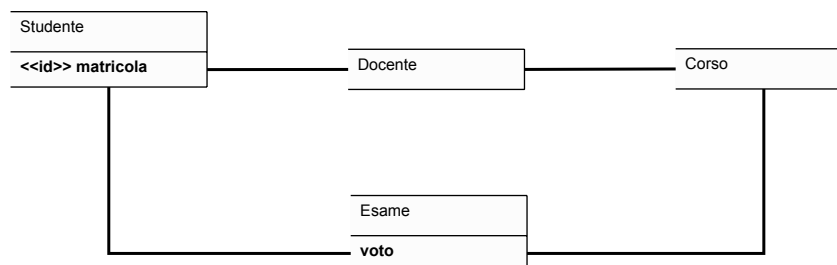 Studente
<<id>> matricola
Docente
Corso
Esame
voto